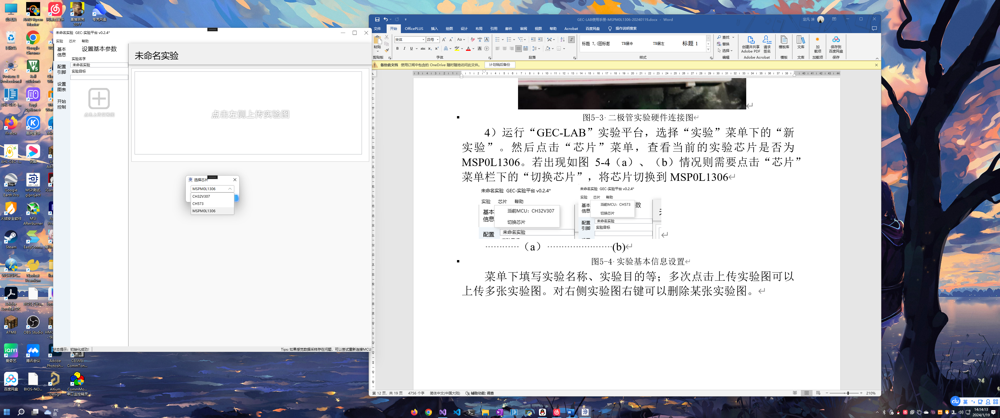 此电脑
AMD Ryzen Master
网易云音乐
赛博朋克 2077
夸克网盘
回收站
Google Chrome
Proteus 8 Professional
Keil uVision5
Logi Options+
Firefox
酷狗音乐
优酷
Google Earth Pro
MSP测试.glproject
火绒安全软件
MSI Afterburner
Steam
EasyConn...
WCHISPS...
Navicat Premium
Adobe Acrobat DC
BIOS_CH5...
ATM8
OBS Studio
爱奇艺
腾讯会议
Adobe Photosh...
CEIWEI CommTon...
百度网盘
BIOS-NO...
Altium Design
CommMo... 串口监控精灵
未命名实验 GEC-实验平台 v0.2.4*
实验 芯片 帮助
基本信息
配置引脚
设置图表
开始控制
设置基本参数
实验名字
未命名实验
实验目标
点击上传实验图
未命名实验
点击左侧上传实验图
选择芯片
MSPM0L1306
CH32V307
CH573
MSPM0L1306
状态提示：初始化成功！
Tips: 如果感觉数据采样存在问题，可以尝试重新连接MCU
GEC-LAB使用手册-MSPM0L1306-20240119.docx - Word
定凡 涂
文件 开始 OfficePLUS 插入 绘图 设计 布局 引用 邮件 审阅 视图 帮助 Acrobat 百度网盘 操作说明搜索
粘贴
剪贴板
宋体 四号
字体
段落
标题 7, (图标题 TB居中 TB居左 标题 1
样式
查找
替换
选择
编辑
创建并共享 Adobe PDF
请求签名
Adobe Acrobat
模板库
模板
文库
文库
加载项
加载项
保存到百度网盘
保存
备份此文档 使用订阅中包含的 OneDrive 随时随地访问此文件。 计划稍后备份
图5-3 二极管实验硬件连接图
4）运行“GEC-LAB”实验平台，选择“实验”菜单下的“新
实验”。然后点击“芯片”菜单，查看当前的实验芯片是否为
MSP0L1306。若出现如图 5-4（a）、（b）情况则需要点击“芯片”
菜单栏下的“切换芯片”，将芯片切换到 MSP0L1306
未命名实验 GEC-实验平台 v0.2.4*
实验 芯片 帮助
基本信息
当前MCU：CH32V307
切换芯片
配置
未命名实验
未命名实验 GEC-实验平台 v0.2.4*
实验 芯片 帮助
基本信息
当前MCU：CH573
数
切换芯片
配置引脚
未命名实验
实验目标
（a） (b)
图5-4 实验基本信息设置
菜单下填写实验名称、实验目的等；多次点击上传实验图可以
上传多张实验图。对右侧实验图右键可以删除某张实验图。
第 12 页，共 19 页 4756 个字 简体中文(中国大陆) 辅助功能: 调查
210%
3°C
阴
英
14:14:13
2024/1/19